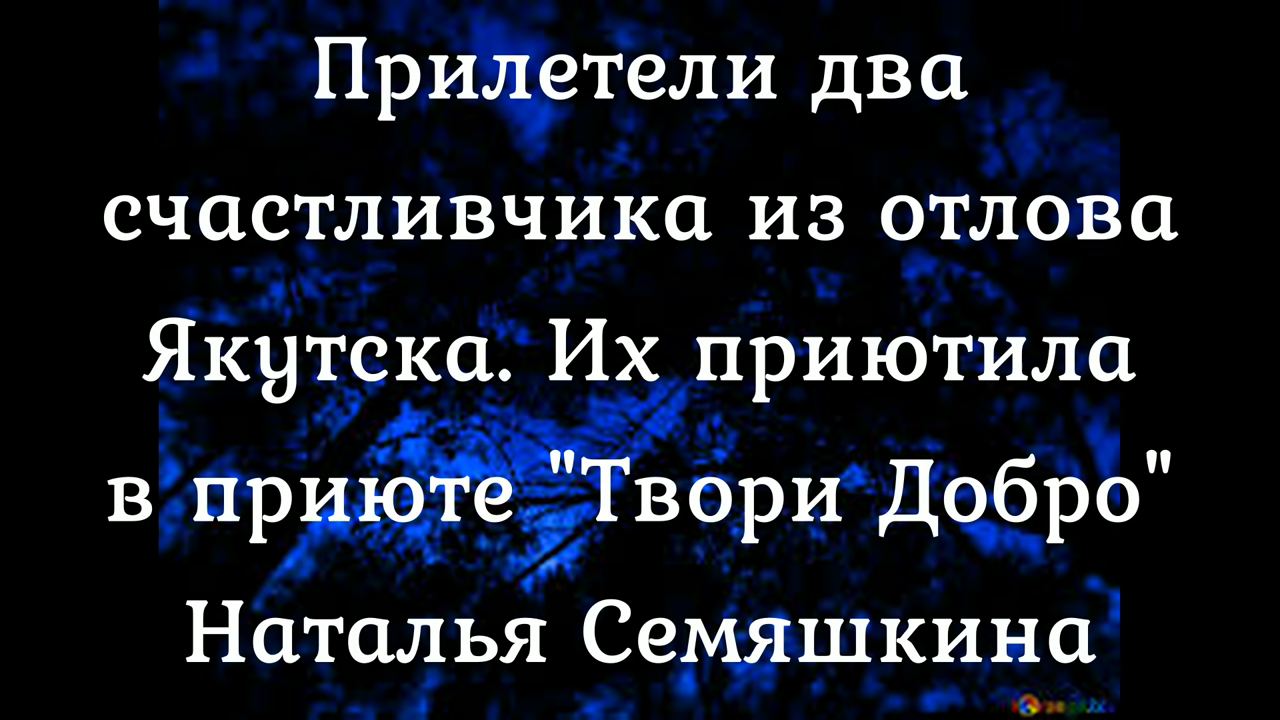 Прилетели два
счастливчика из отлова
Якутска. Их приютила
в приюте "Твори Добро"
Наталья Семяшкина